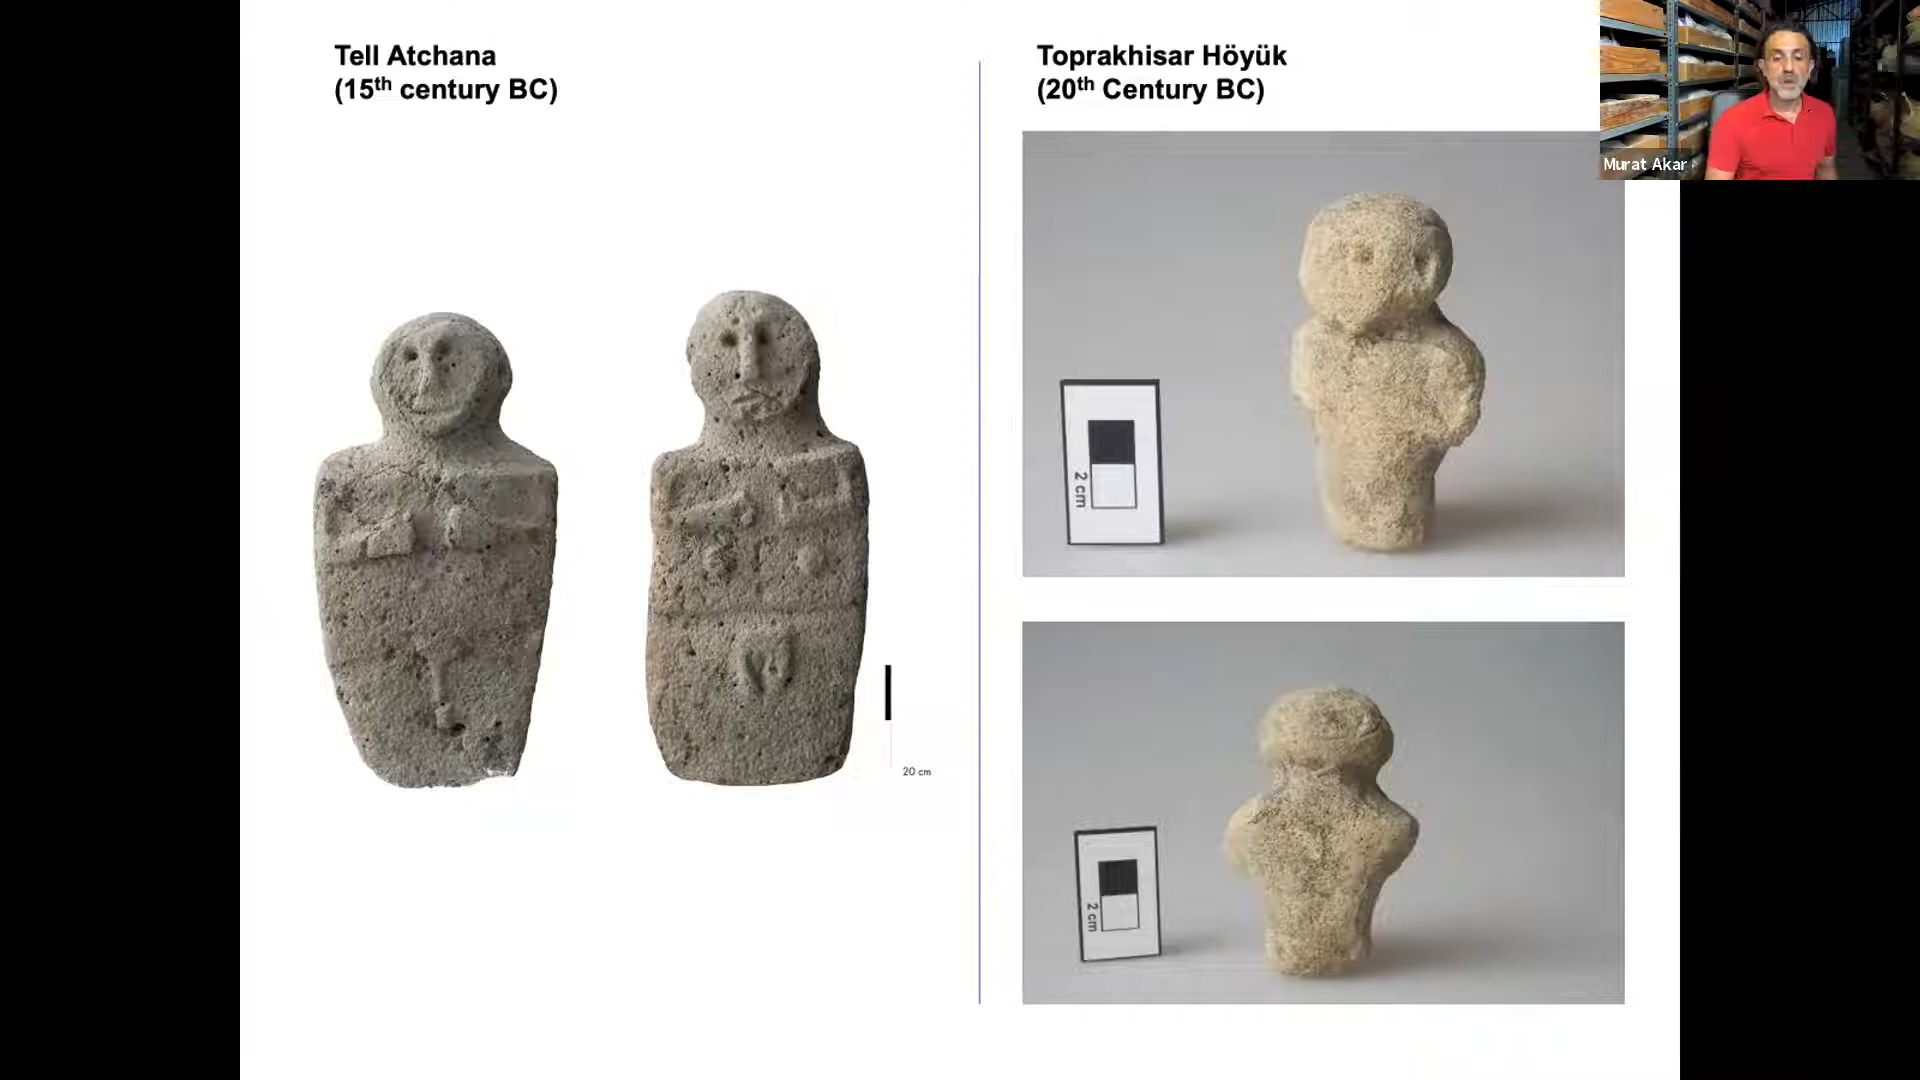 Tell Atchana
(15th century BC)
Toprakhisar Höyük
(20th Century BC)
Murat Akar
2 cm
20 cm
2 cm